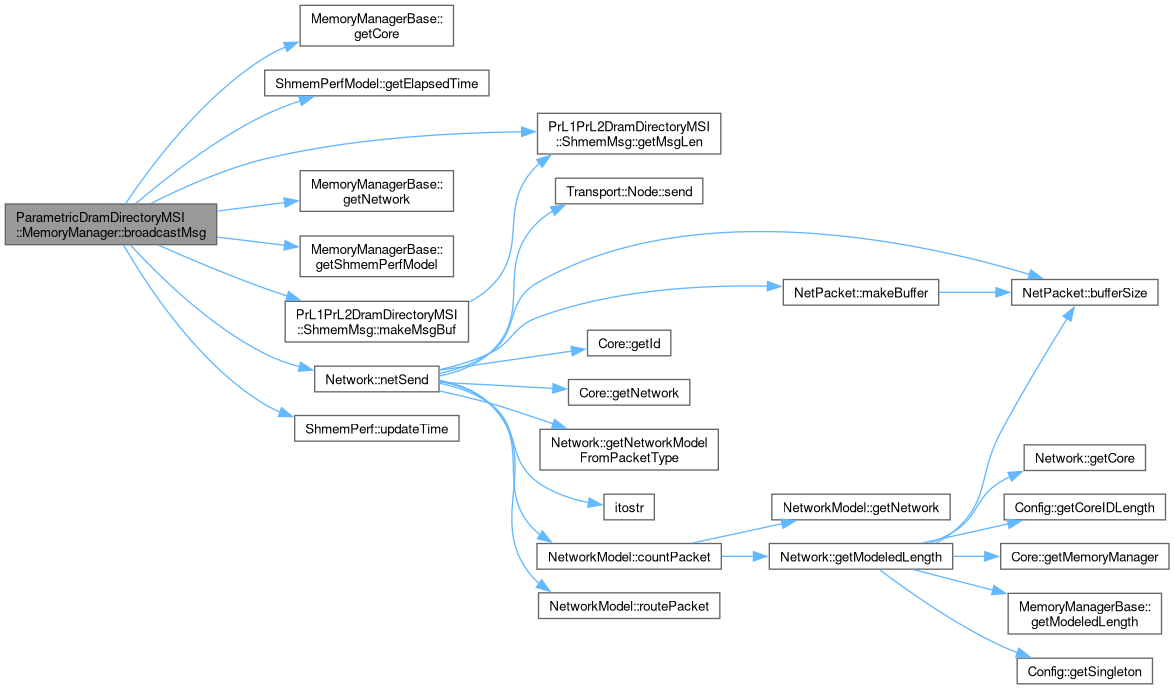 MemoryManagerBase::
getCore
ShmemPerfModel::getElapsedTime
PrL1PrL2DramDirectoryMSI
::ShmemMsg::getMsgLen
MemoryManagerBase::
getNetwork
Transport::Node::send
ParametricDramDirectoryMSI
::MemoryManager::broadcastMsg
MemoryManagerBase::
getShmemPerfModel
NetPacket::makeBuffer
NetPacket::bufferSize
PrL1PrL2DramDirectoryMSI
::ShmemMsg::makeMsgBuf
Core::getId
Network::netSend
Core::getNetwork
ShmemPerf::updateTime
Network::getNetworkModel
FromPacketType
Network::getCore
itostr
NetworkModel::getNetwork
Config::getCoreIDLength
NetworkModel::countPacket
Network::getModeledLength
Core::getMemoryManager
NetworkModel::routePacket
MemoryManagerBase::
getModeledLength
Config::getSingleton